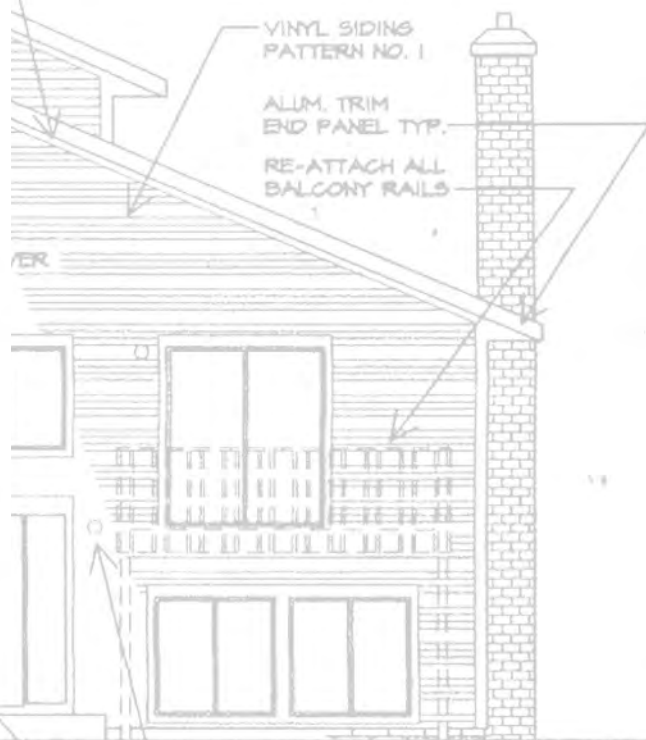 VINYL SIDING
PATTERN NO. 1
ALUM. TRIM
END PANEL TYP.
RE-ATTACH ALL
BALCONY RAILS